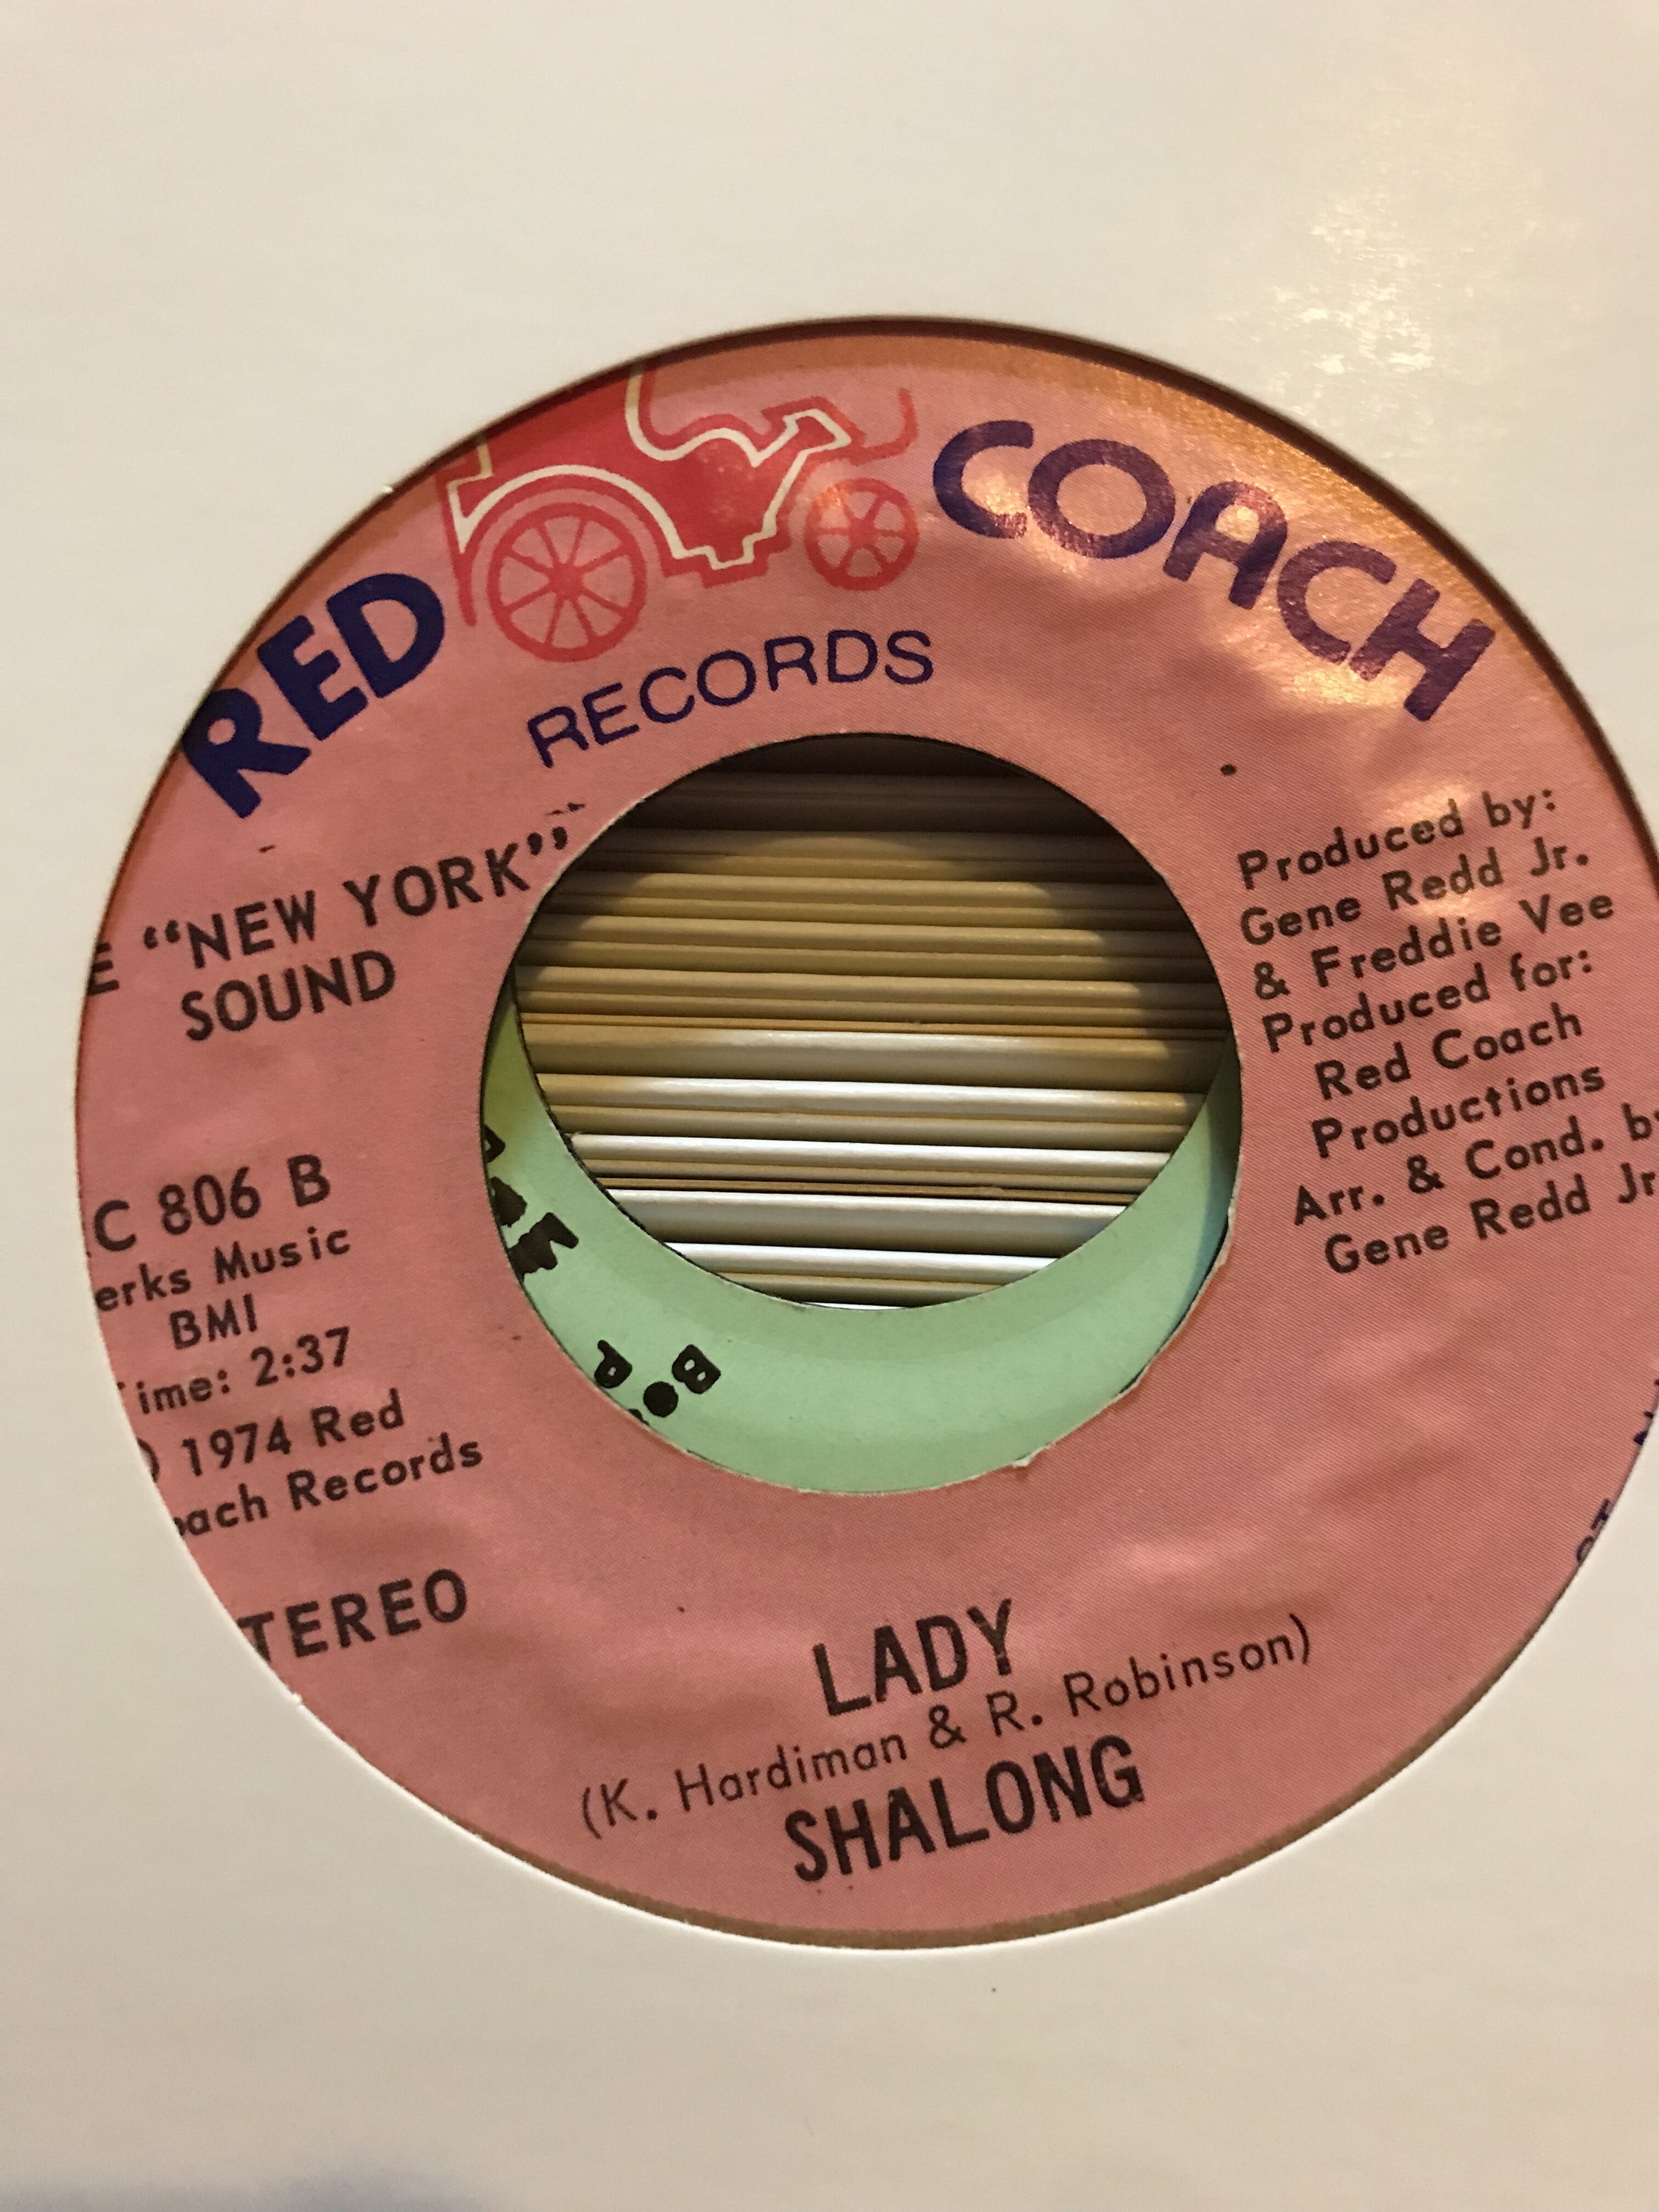 RED COACH
RECORDS
"NEW YORK"
SOUND
C 806 B
Music
BMI
ime: 2:37
1974 Red
ach Records
TEREO
Produced by:
Gene Redd Jr.
& Freddie Vee
Produced for:
Red Coach
Productions
Arr. & Cond. b
Gene Redd Jr
LADY
(K. Hardiman & R. Robinson)
SHALONG